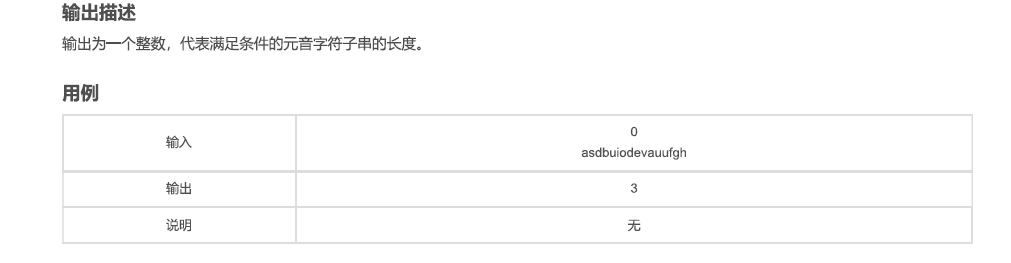 输出描述
输出为一个整数，代表满足条件的元音字符子串的长度。
用例
输入
0
asdbuiodevauufgh
输出
3
说明
无